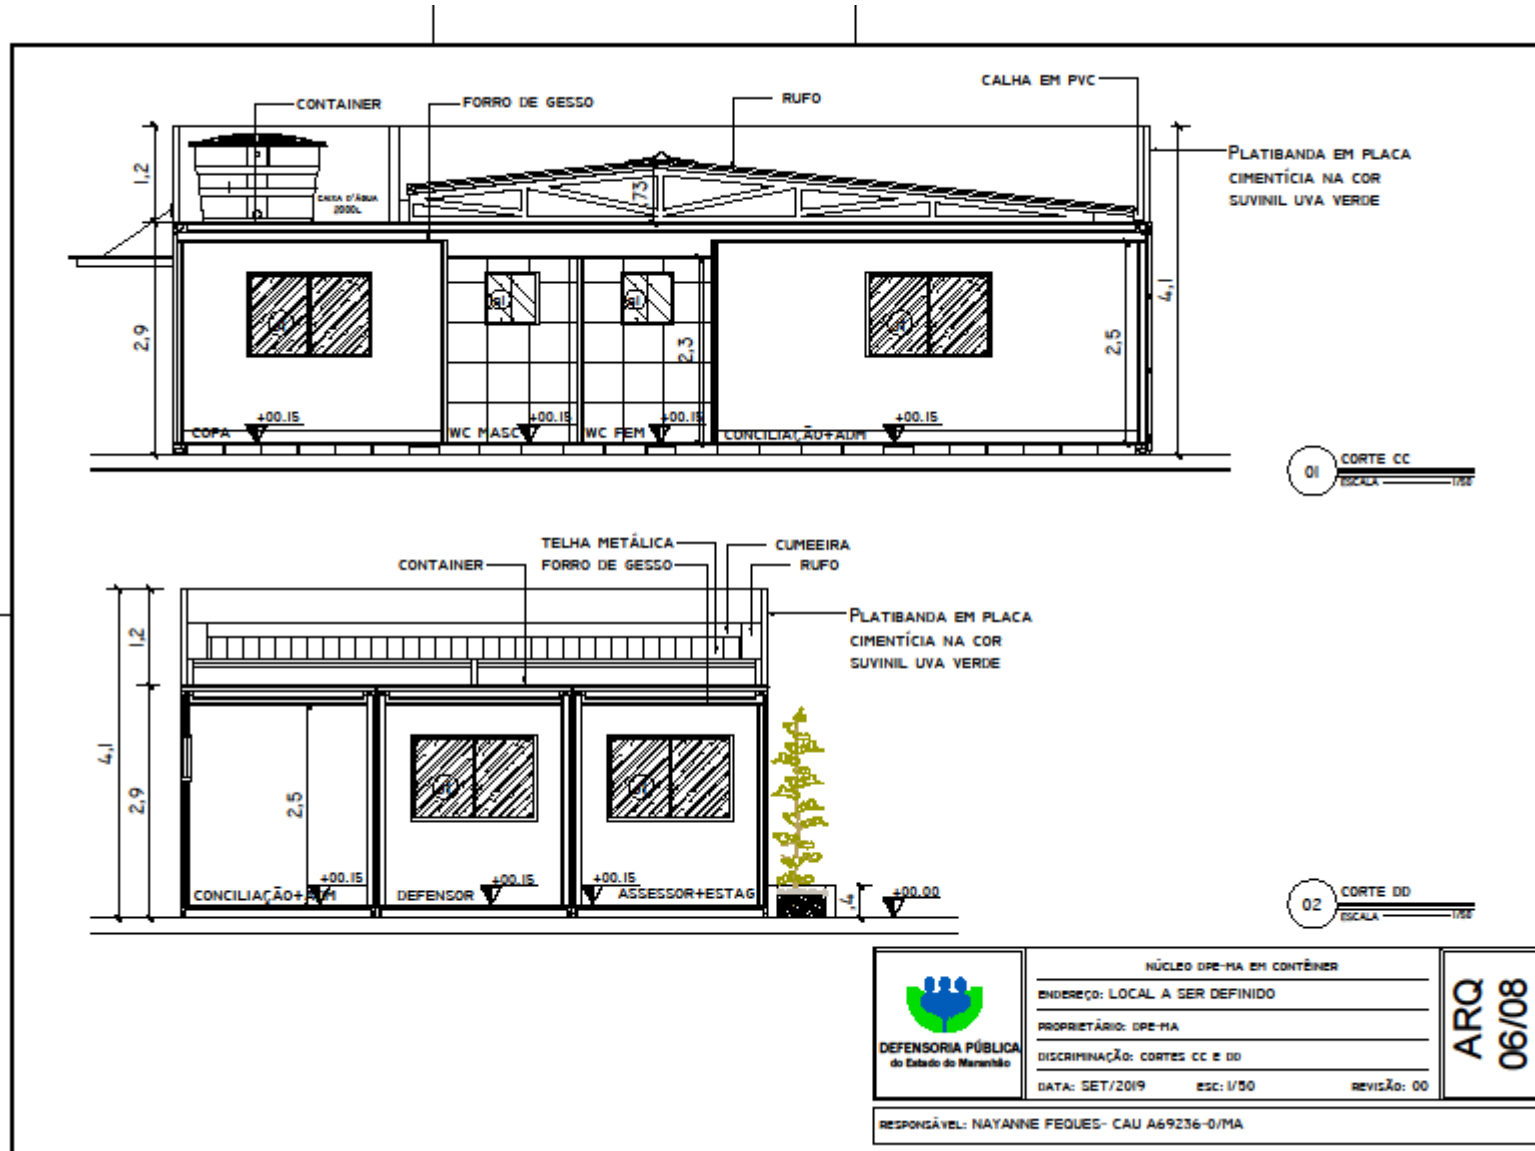 CALHA EM PVC
CONTAINER
FORRO DE GESSO
RUFO
PLATIBANDA EM PLACA
CIMENTÍCIA NA COR
SUVINIL UVA VERDE
1,2
CAIXA D'ÁGUA
2000L
,73
4,1
2,9
2,3
2,5
+00.15
+00.15
+00.15
+00.15
COPA
WC MASC
WC FEM
CONCILIAÇÃO+ADM
01
CORTE CC
ESCALA
1/50
TELHA METÁLICA
CUMEEIRA
CONTAINER
FORRO DE GESSO
RUFO
PLATIBANDA EM PLACA
CIMENTÍCIA NA COR
SUVINIL UVA VERDE
1,2
4,1
2,9
2,5
+00.15
+00.15
+00.15
CONCILIAÇÃO+ADM
DEFENSOR
ASSESSOR+ESTAG
,4
+00.00
02
CORTE DD
ESCALA
1/50
DEFENSORIA PÚBLICA
do Estado do Maranhão
NÚCLEO DPE-MA EM CONTÊINER
ENDEREÇO: LOCAL A SER DEFINIDO
PROPRIETÁRIO: DPE-MA
DISCRIMINAÇÃO: CORTES CC E DD
DATA: SET/2019 ESC: 1/50 REVISÃO: 00
ARQ
06/08
RESPONSÁVEL: NAYANNE FEQUES- CAU A69236-0/MA